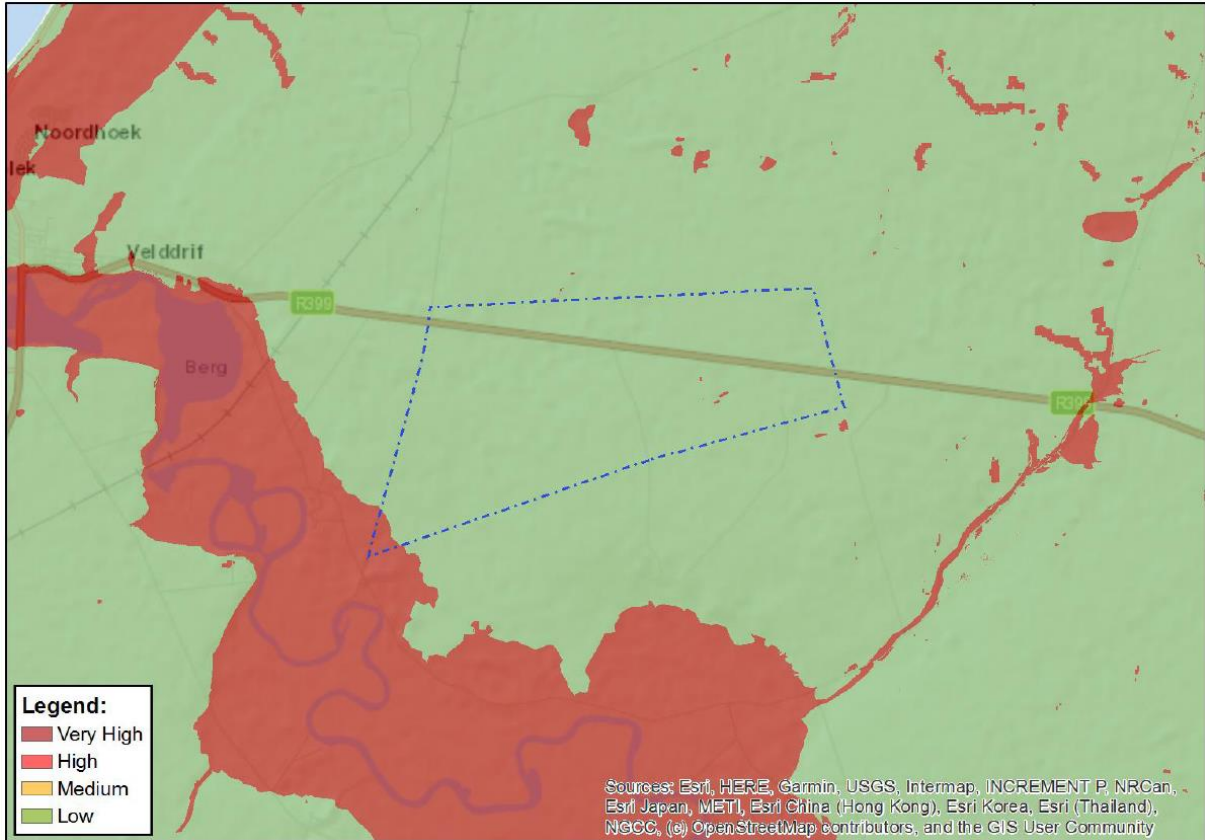 Noordhoek
lek
Velddrif
R399
Berg
R399
Legend:
Very High
High
Medium
Low
Sources: Esri, HERE, Garmin, USGS, Intermap, INCREMENT P, NRCan,
Esri Japan, METI, Esri China (Hong Kong), Esri Korea, Esri (Thailand),
NGCC, (c) OpenStreetMap contributors, and the GIS User Community